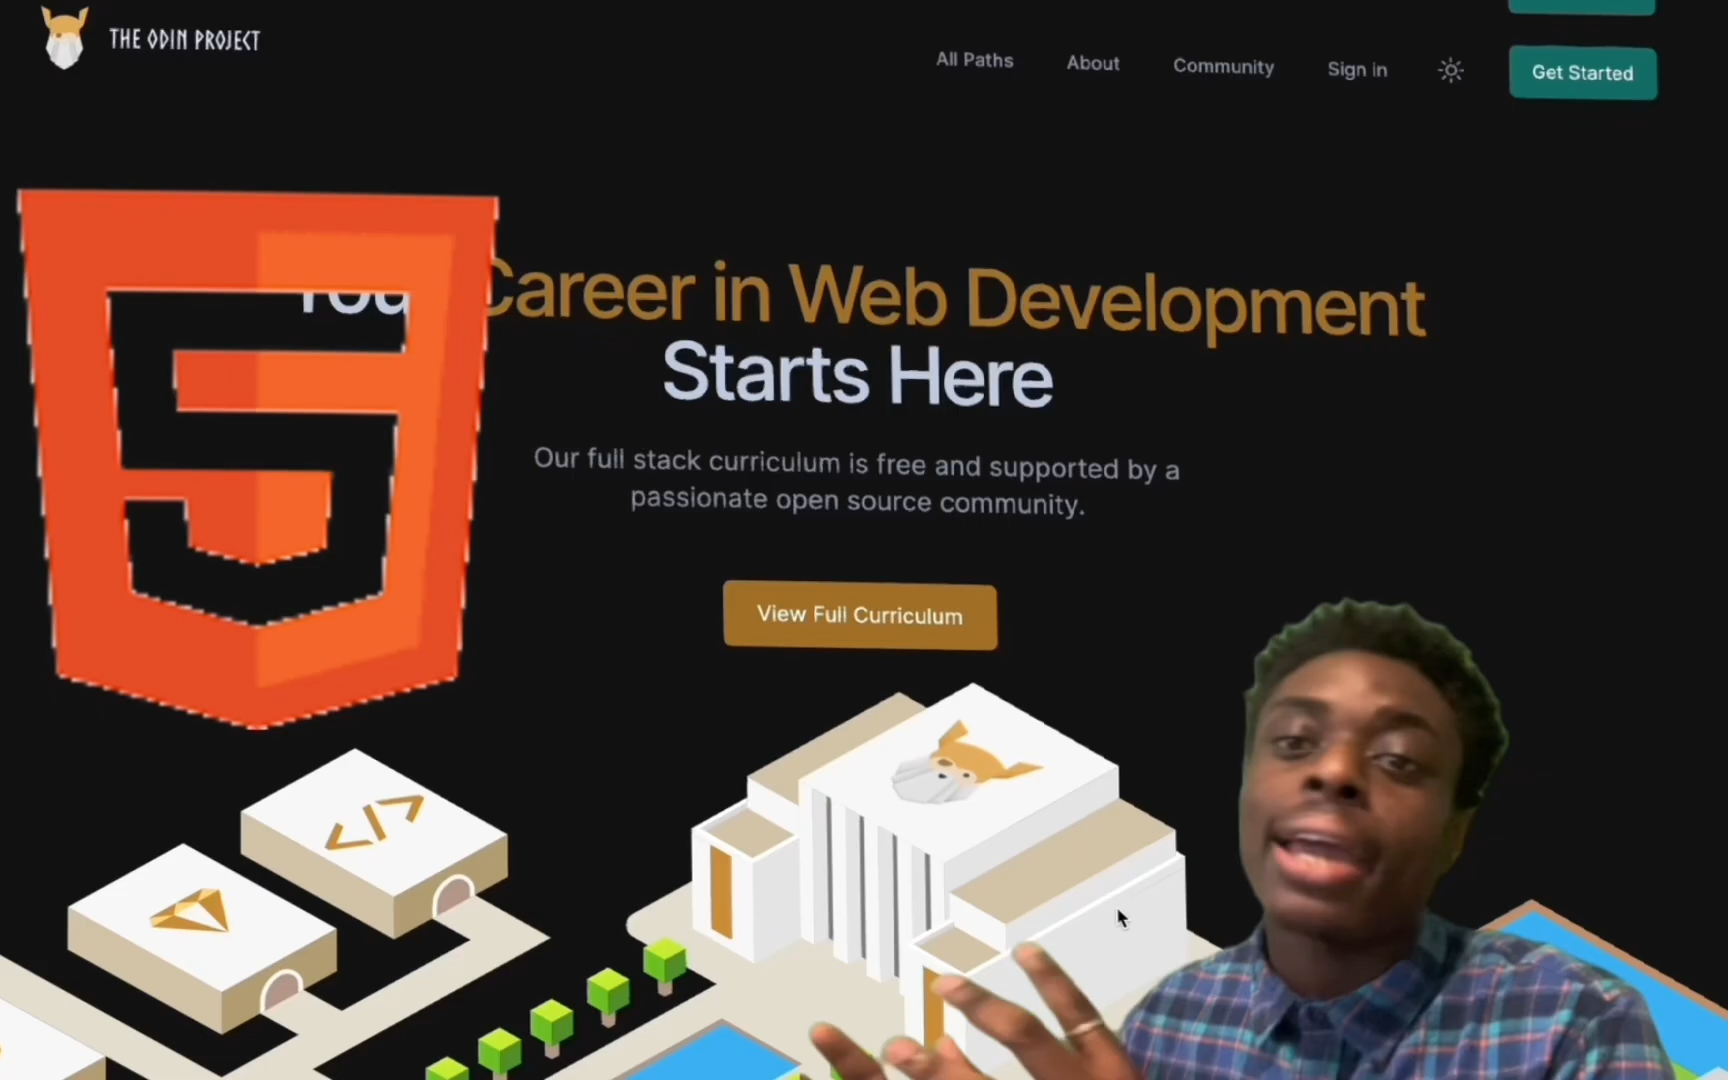 THE ODIN PROJECT
All Paths
About
Community
Sign in
Get Started
You
Career in Web Development
Starts Here
Our full stack curriculum is free and supported by a
passionate open source community.
View Full Curriculum
</>